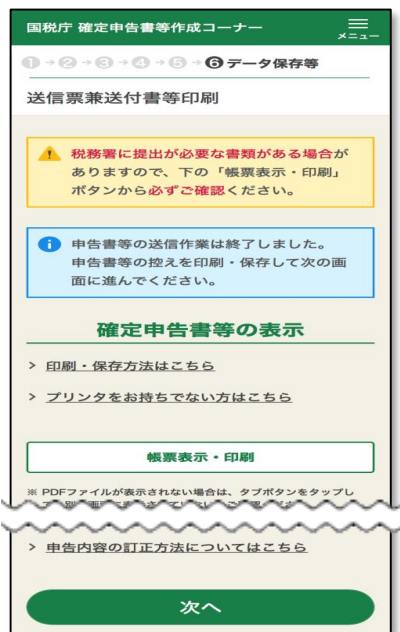 国税庁 確定申告書等作成コーナー
メニュー
1 → 2 → 3 → 4 → 5 → 6 データ保存等
送信票兼送付書等印刷
税務署に提出が必要な書類がある場合が
ありますので、下の「帳票表示・印刷」
ボタンから必ずご確認ください。
申告書等の送信作業は終了しました。
申告書等の控えを印刷・保存して次の画
面に進んでください。
確定申告書等の表示
> 印刷・保存方法はこちら
> プリンタをお持ちでない方はこちら
帳票表示・印刷
※ PDFファイルが表示されない場合は、タブボタンをタップし
> 申告内容の訂正方法についてはこちら
次へ